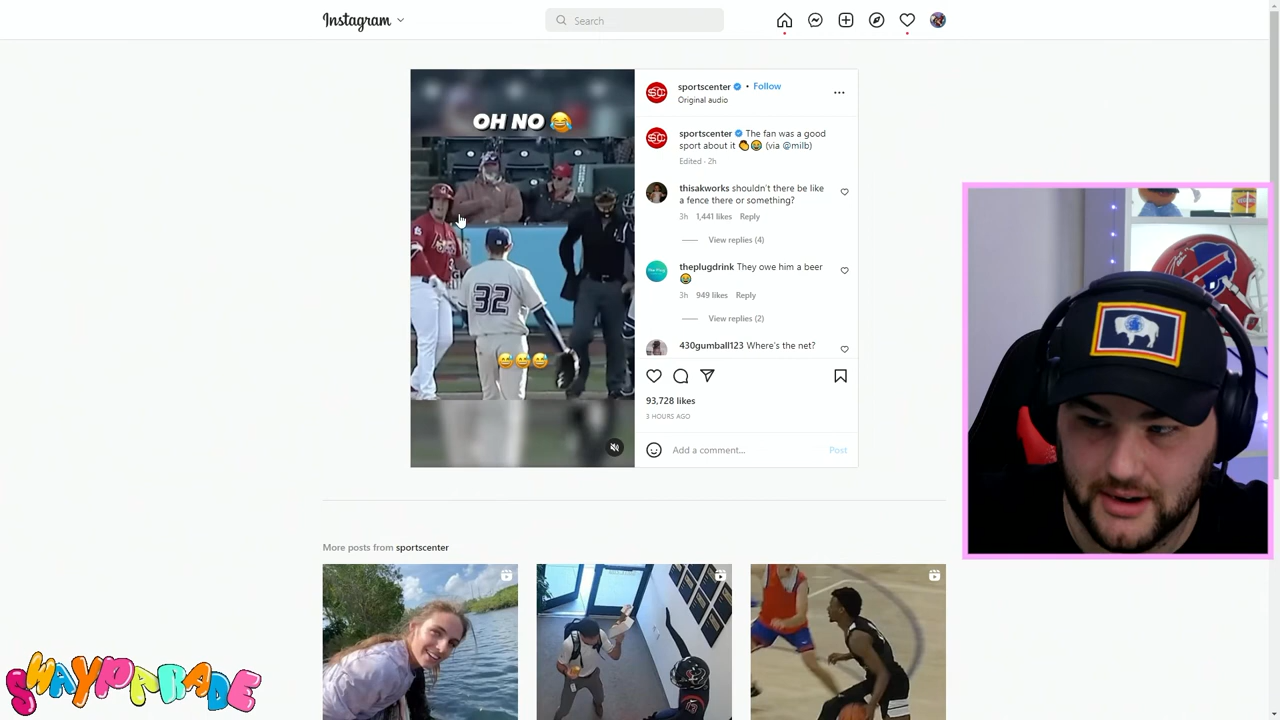 Instagram
Search
OH NO 😂
32
😅😅😅
sportscenter • Follow
Original audio
sportscenter The fan was a good
sport about it 👏😂 (via @milb)
Edited · 2h
thisakworks shouldn't there be like
a fence there or something?
3h 1,441 likes Reply
View replies (4)
theplugdrink They owe him a beer
😂
3h 949 likes Reply
View replies (2)
430gumball123 Where's the net?
93,728 likes
3 HOURS AGO
Add a comment...
Post
More posts from sportscenter
SWAYPARADE